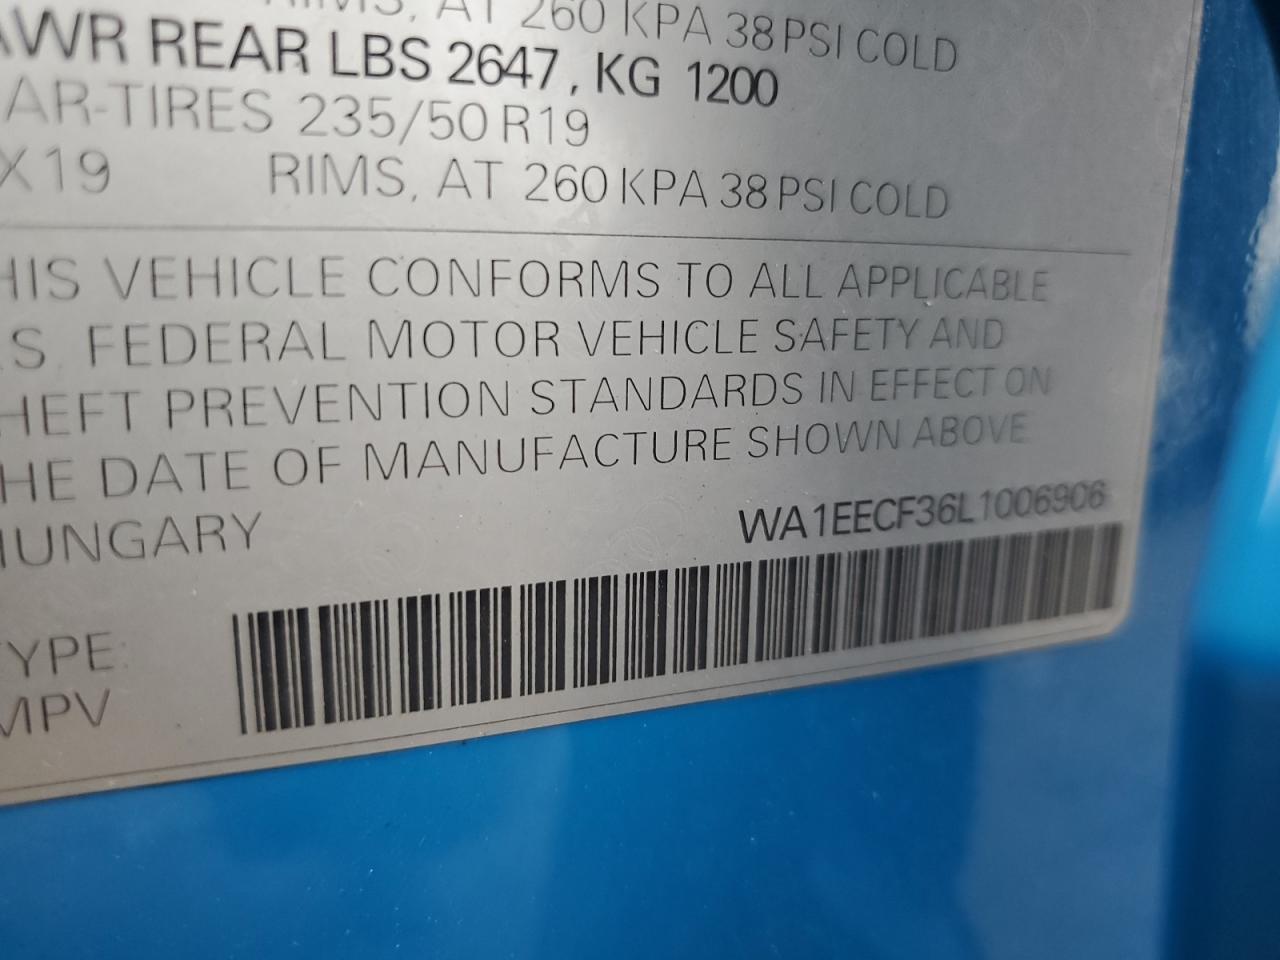 RIMS, AT 260 KPA 38 PSI COLD
AWR REAR LBS 2647, KG 1200
AR-TIRES 235/50 R19
X19 RIMS, AT 260 KPA 38 PSI COLD
HIS VEHICLE CONFORMS TO ALL APPLICABLE
.S. FEDERAL MOTOR VEHICLE SAFETY AND
HEFT PREVENTION STANDARDS IN EFFECT ON
HE DATE OF MANUFACTURE SHOWN ABOVE
HUNGARY
WA1EECF36L1006906
TYPE:
MPV